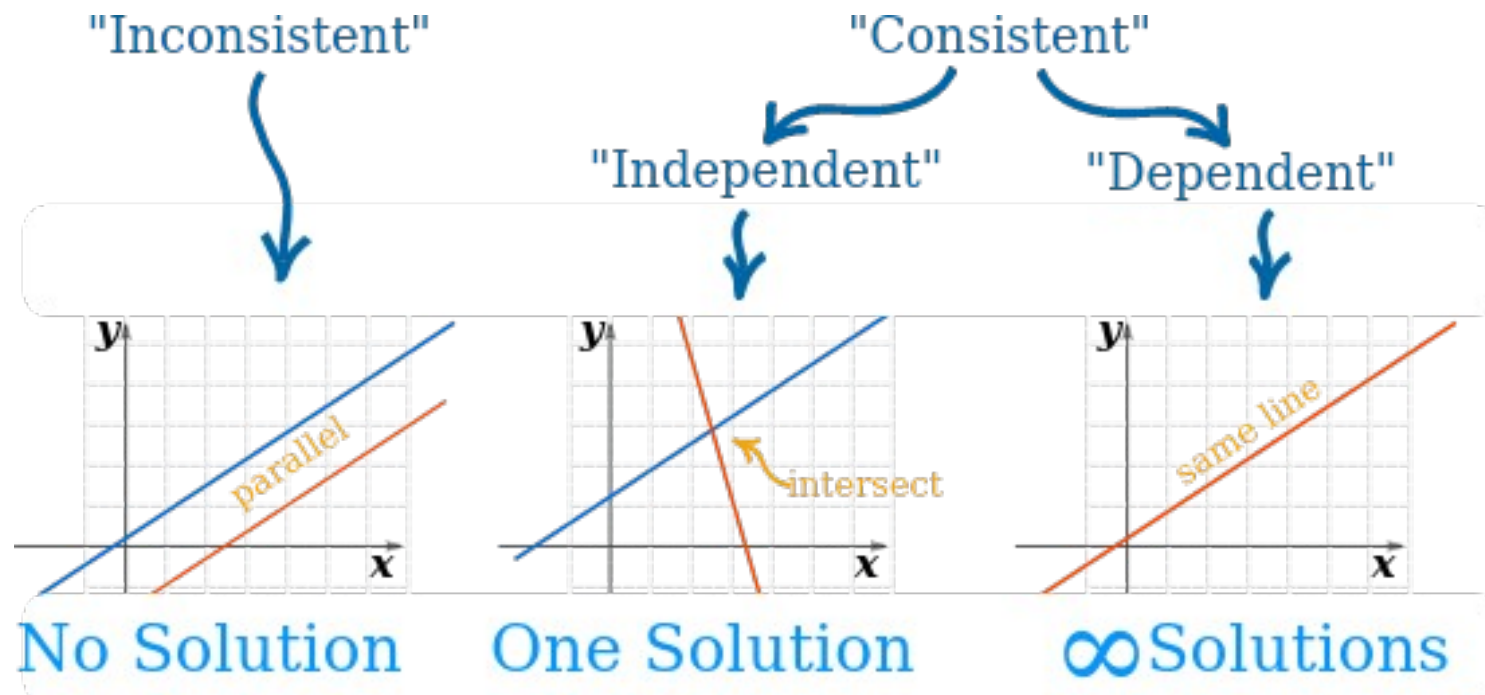 "Inconsistent"
"Consistent"
"Independent"
"Dependent"
y
y
y
parallel
intersect
same line
x
x
x
No Solution
One Solution
∞ Solutions